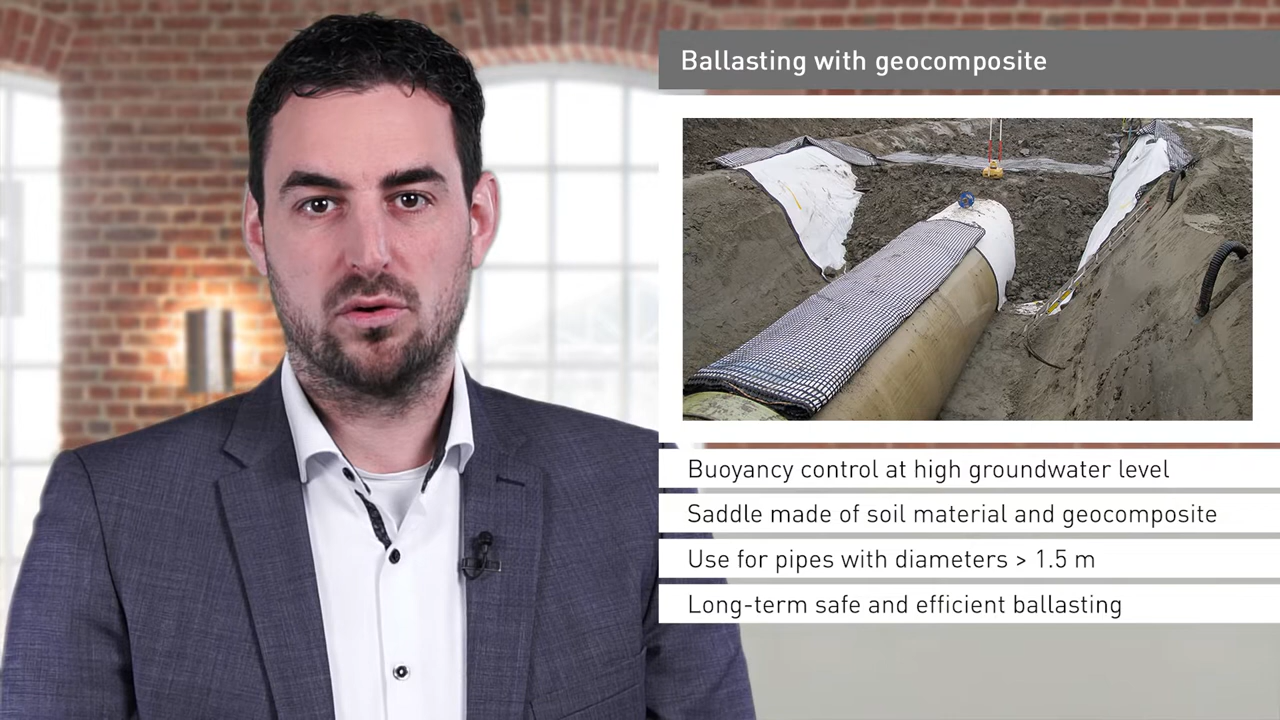 Ballasting with geocomposite
Buoyancy control at high groundwater level
Saddle made of soil material and geocomposite
Use for pipes with diameters > 1.5 m
Long-term safe and efficient ballasting